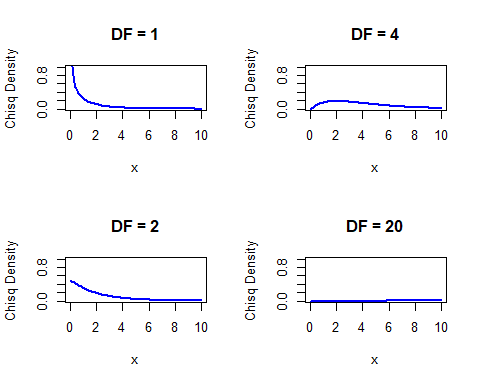 DF = 1
Chisq Density
0.8
0.0
0 2 4 6 8 10
x
DF = 4
Chisq Density
0.8
0.0
0 2 4 6 8 10
x
DF = 2
Chisq Density
0.8
0.0
0 2 4 6 8 10
x
DF = 20
Chisq Density
0.8
0.0
0 2 4 6 8 10
x